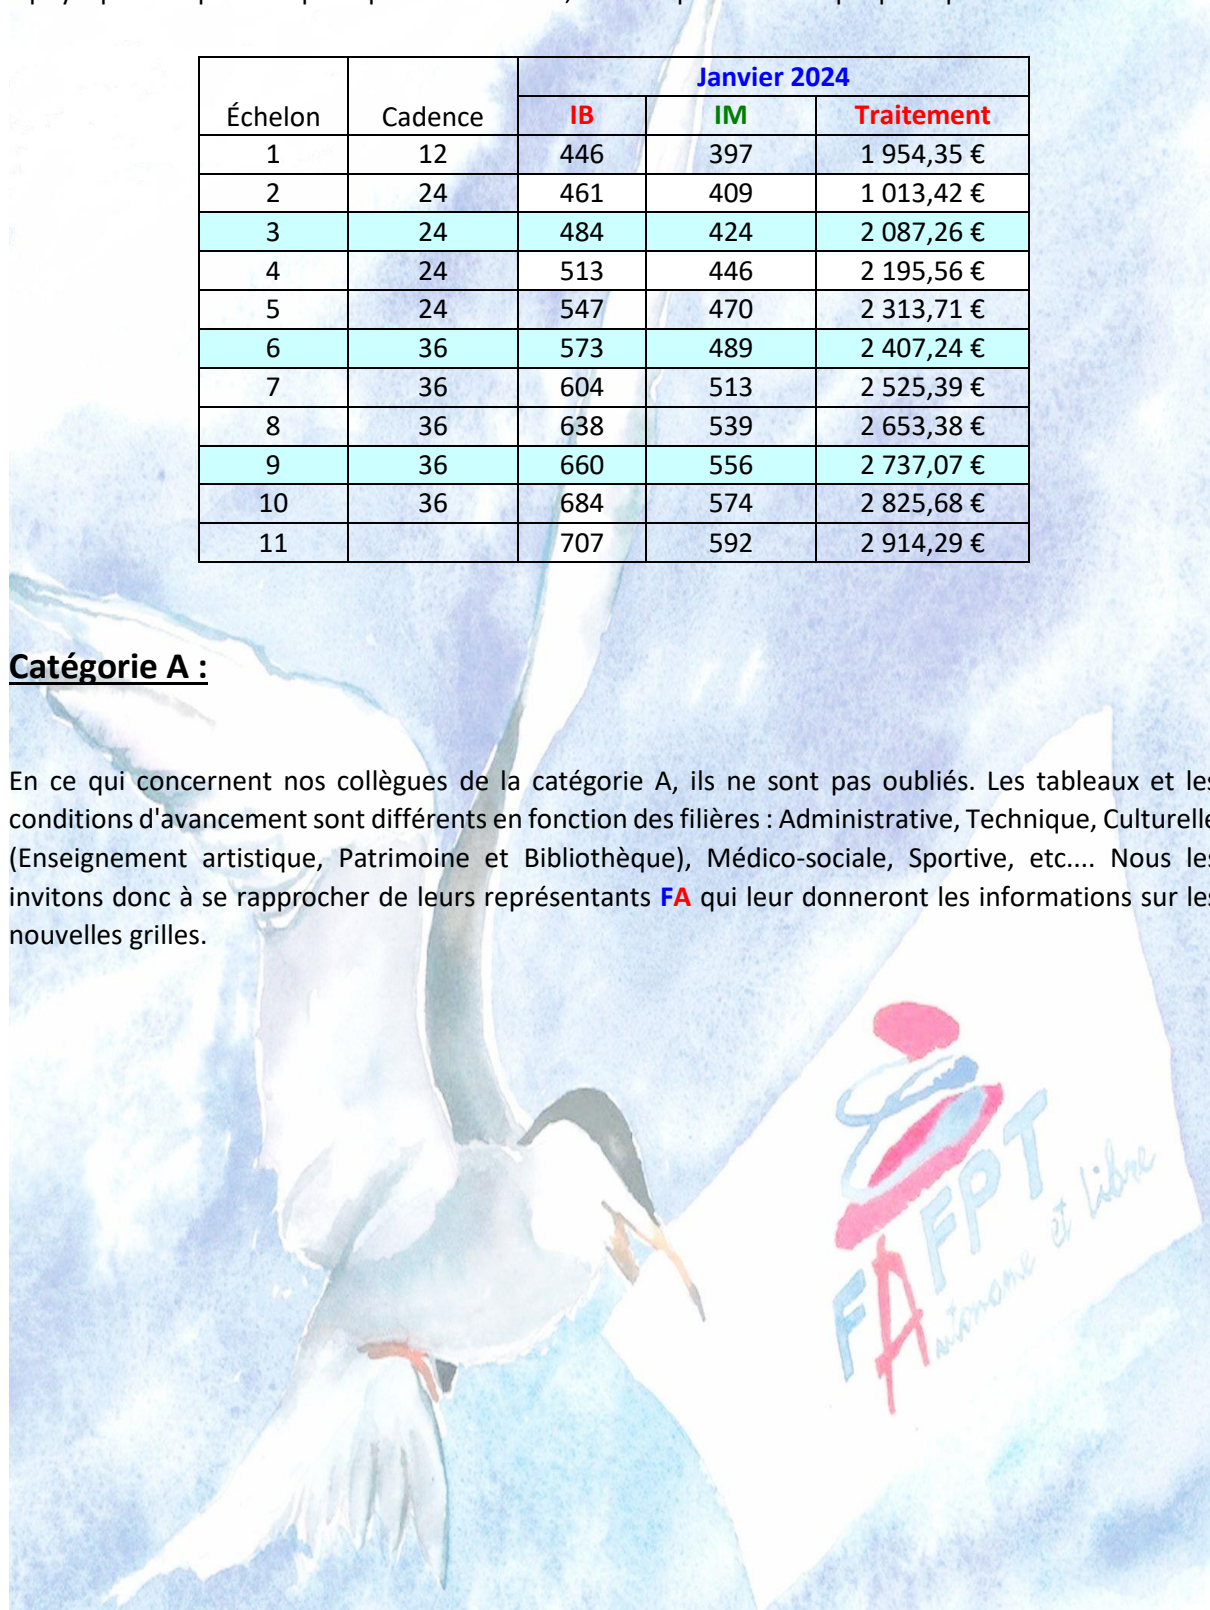 Janvier 2024
Échelon Cadence IB IM Traitement
1 12 446 397 1 954,35 €
2 24 461 409 1 013,42 €
3 24 484 424 2 087,26 €
4 24 513 446 2 195,56 €
5 24 547 470 2 313,71 €
6 36 573 489 2 407,24 €
7 36 604 513 2 525,39 €
8 36 638 539 2 653,38 €
9 36 660 556 2 737,07 €
10 36 684 574 2 825,68 €
11 707 592 2 914,29 €
Catégorie A :
En ce qui concernent nos collègues de la catégorie A, ils ne sont pas oubliés. Les tableaux et les
conditions d'avancement sont différents en fonction des filières : Administrative, Technique, Culturelle
(Enseignement artistique, Patrimoine et Bibliothèque), Médico-sociale, Sportive, etc.... Nous les
invitons donc à se rapprocher de leurs représentants FA qui leur donneront les informations sur les
nouvelles grilles.
FAFPT
Autonome et Libre